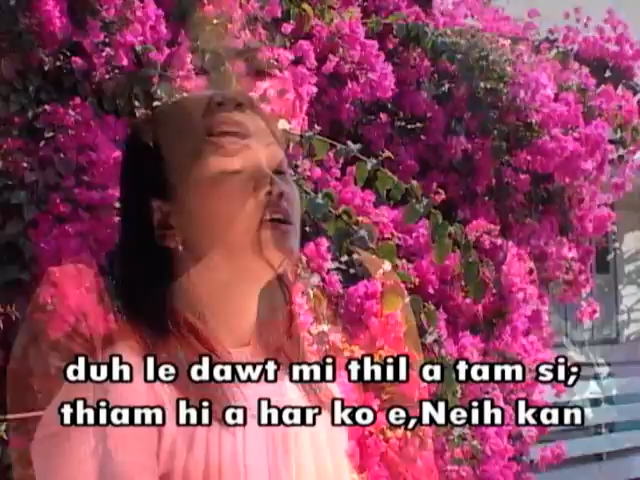 duh le dawt mi thil a tam si;
thiam hi a har ko e,Neih kan